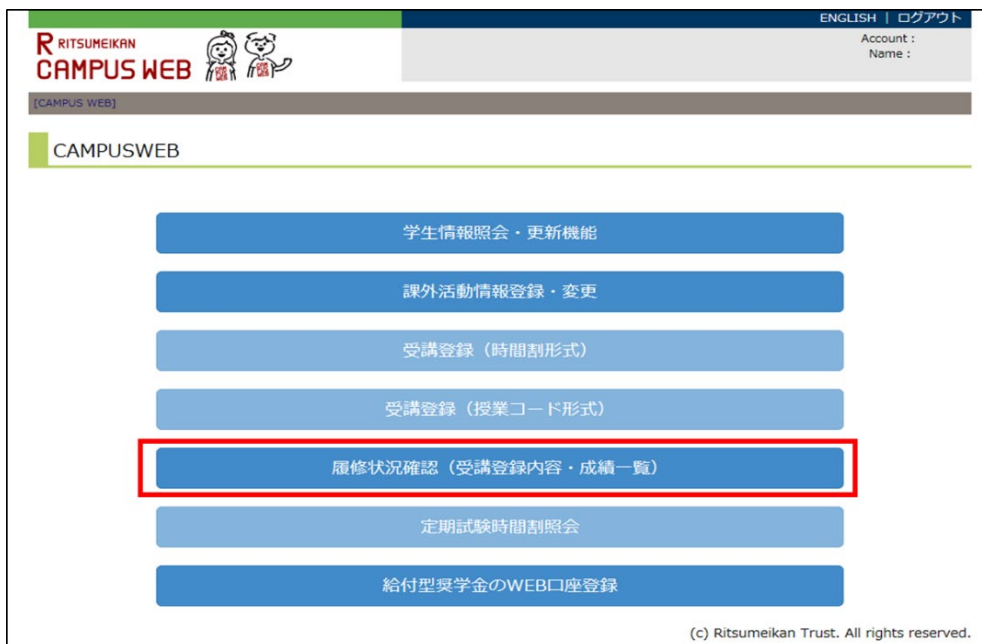 ENGLISH | ログアウト
R RITSUMEIKAN
CAMPUS WEB
Account :
Name :
[CAMPUS WEB]
CAMPUSWEB
学生情報照会・更新機能
課外活動情報登録・変更
受講登録（時間割形式）
受講登録（授業コード形式）
履修状況確認（受講登録内容・成績一覧）
定期試験時間割照会
給付型奨学金のWEB口座登録
(c) Ritsumeikan Trust. All rights reserved.